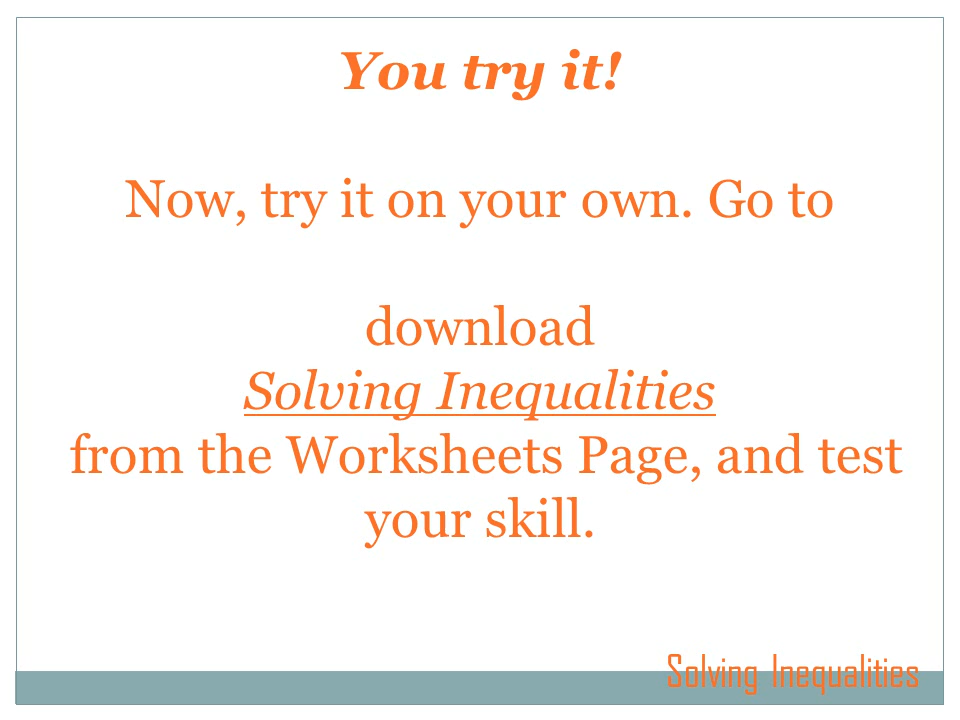 You try it!
Now, try it on your own. Go to
download
Solving Inequalities
from the Worksheets Page, and test
your skill.
Solving Inequalities